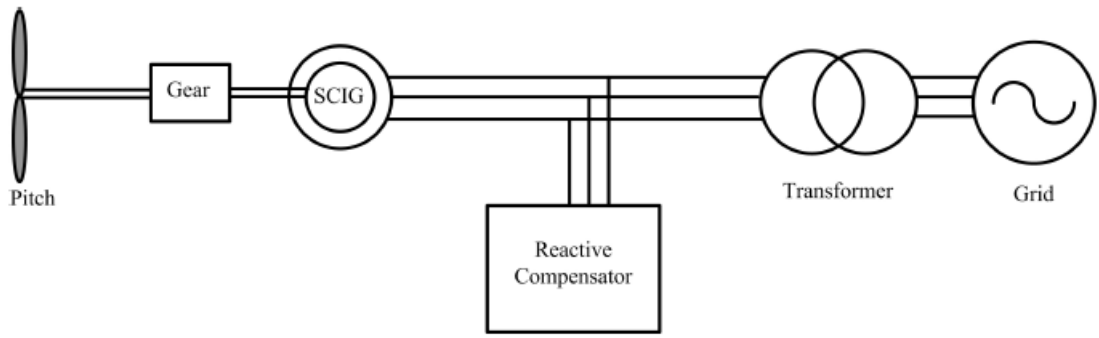 Gear
SCIG
Pitch
Transformer
Grid
Reactive
Compensator